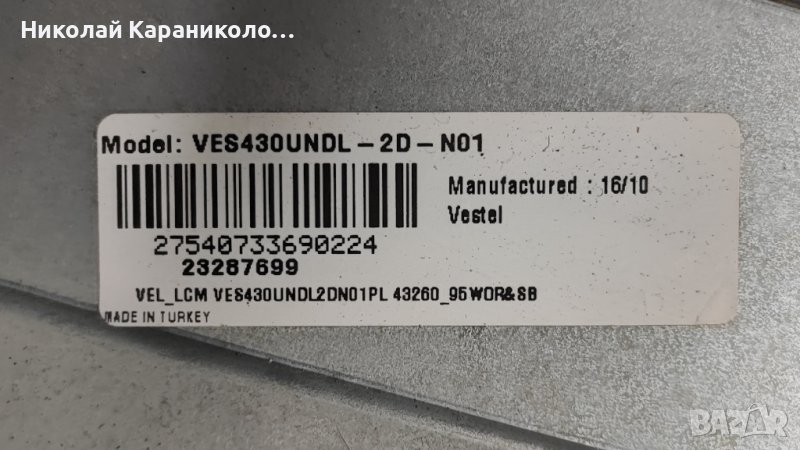 Николай Караниколо...
Model: VES430UNDL-2D-N01
Manufactured : 16/10
Vestel
27540733690224
23287699
VEL_LCM VES430UNDL2DN01PL 43260_95WOR&SB
MADE IN TURKEY
BAZAR